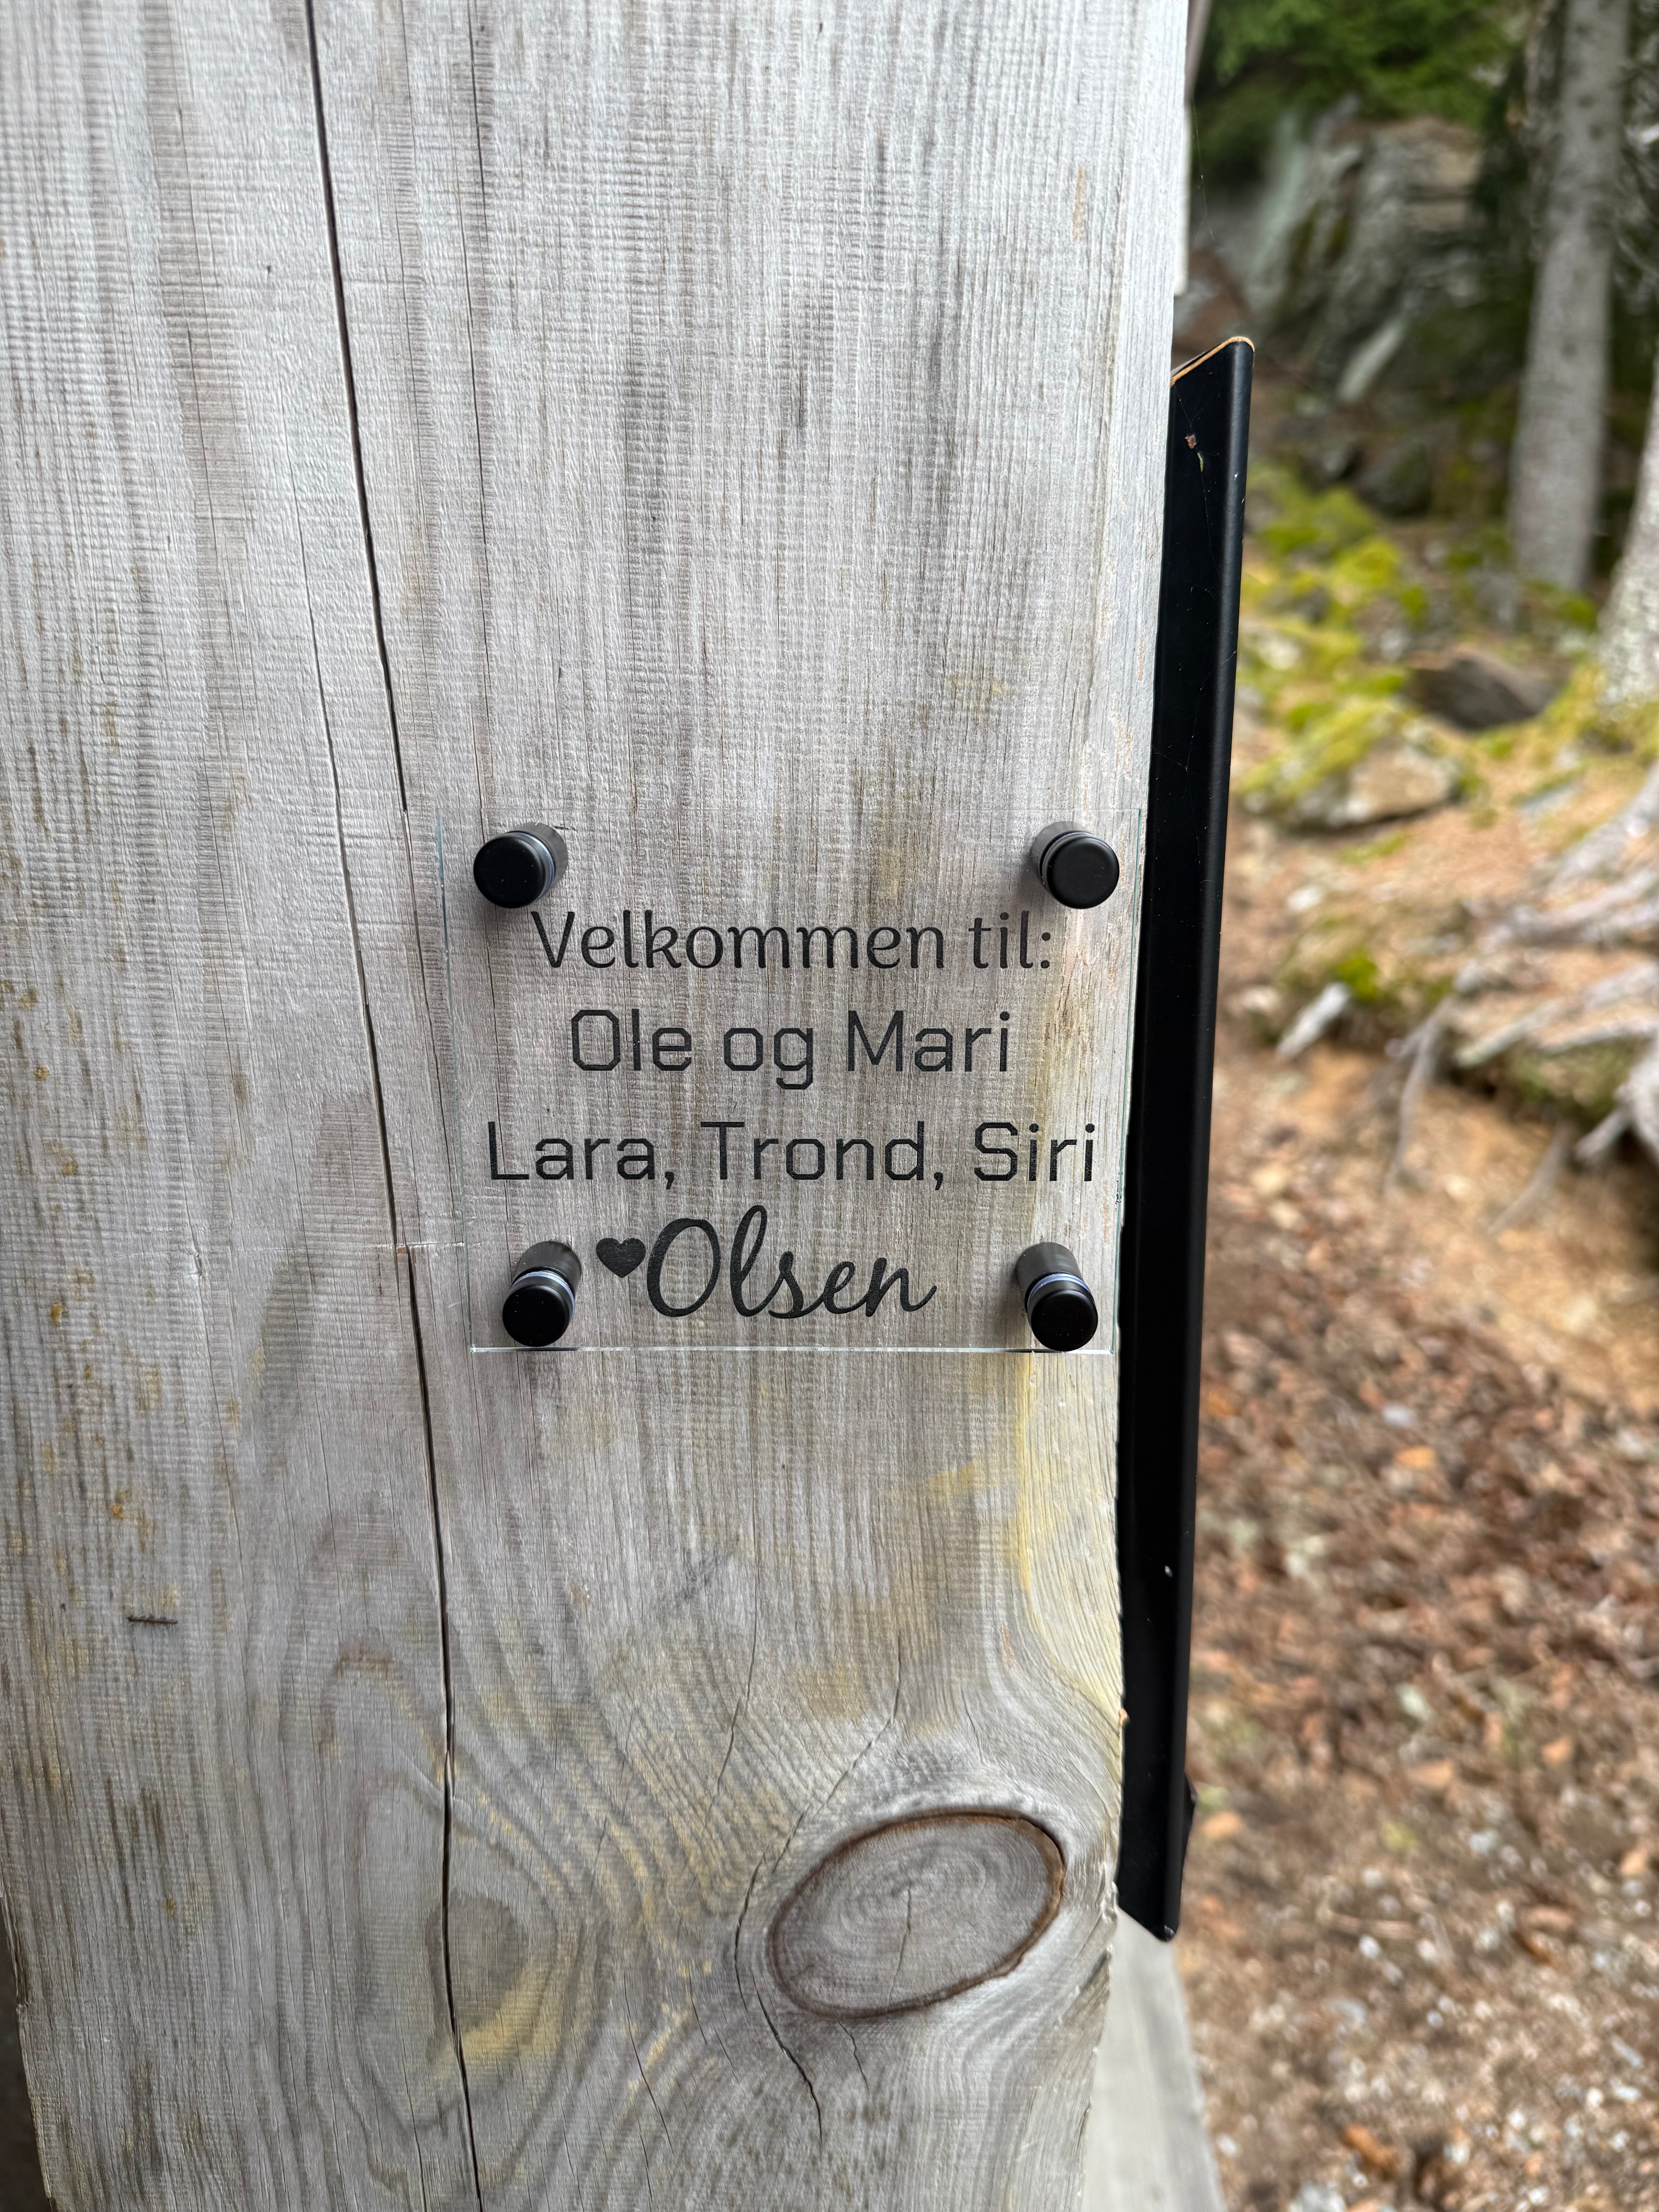 Velkommen til:
Ole og Mari
Lara, Trond, Siri
♥Olsen